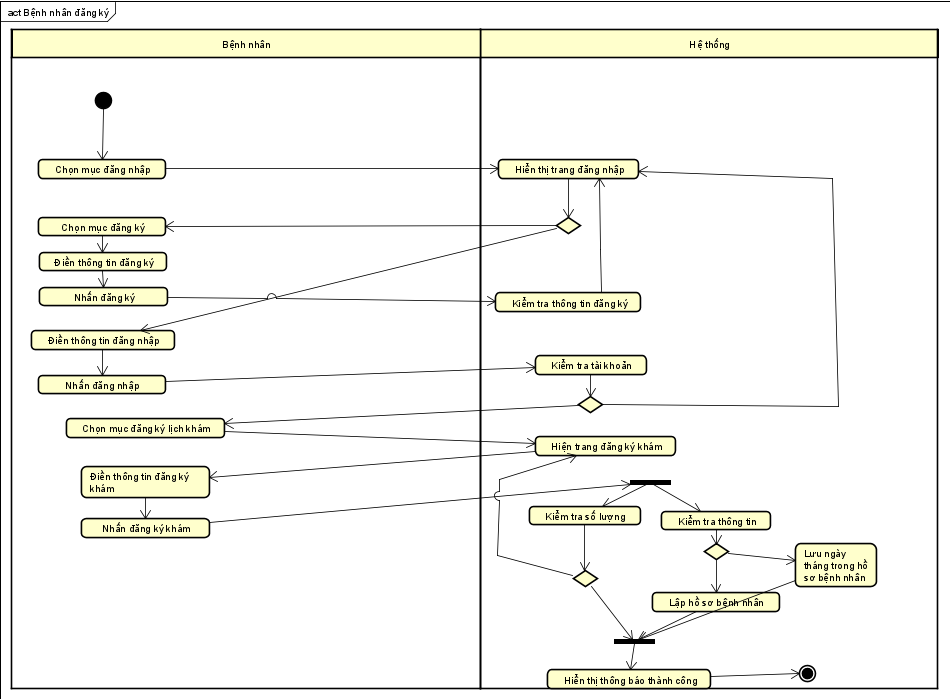 act Bệnh nhân đăng ký
Bệnh nhân
Hệ thống
Chọn mục đăng nhập
Hiển thị trang đăng nhập
Chọn mục đăng ký
Điền thông tin đăng ký
Nhấn đăng ký
Kiểm tra thông tin đăng ký
Điền thông tin đăng nhập
Kiểm tra tài khoản
Nhấn đăng nhập
Chọn mục đăng ký lịch khám
Hiện trang đăng ký khám
Điền thông tin đăng ký
khám
Nhấn đăng ký khám
Kiểm tra số lượng
Kiểm tra thông tin
Lưu ngày
tháng trong hồ
sơ bệnh nhân
Lập hồ sơ bệnh nhân
Hiển thị thông báo thành công